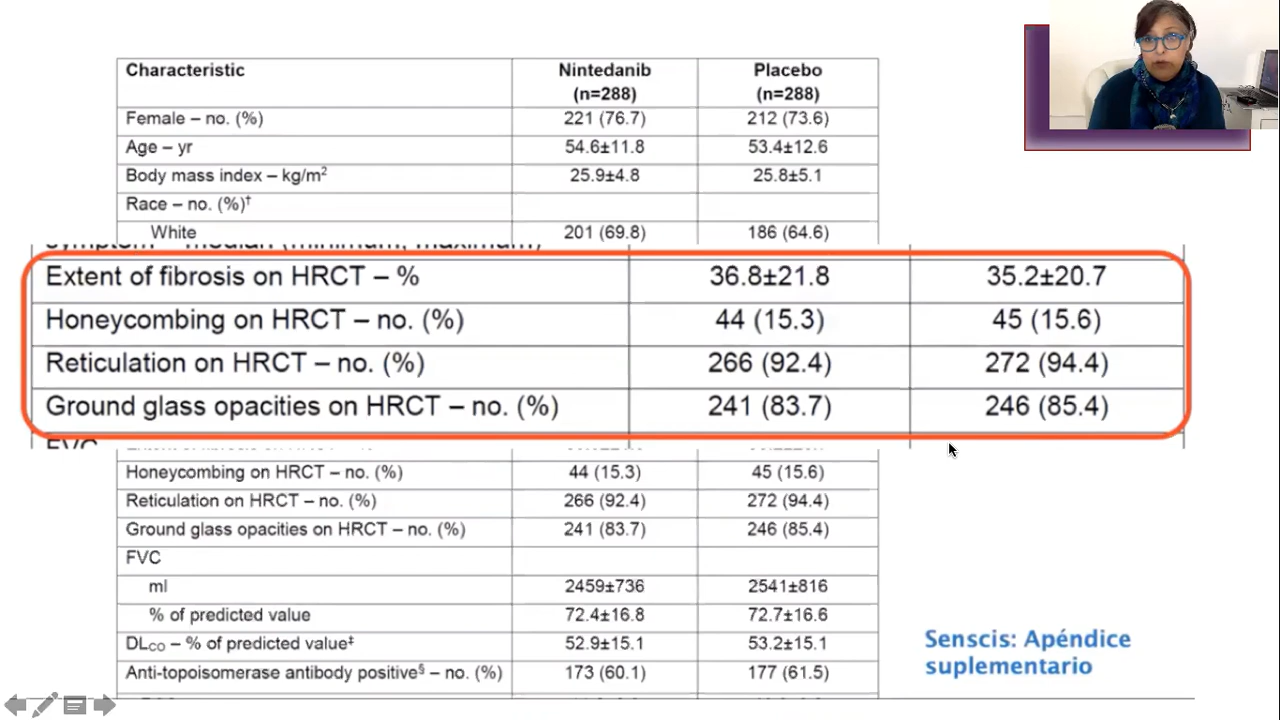 Characteristic Nintedanib Placebo
(n=288) (n=288)
Female – no. (%) 221 (76.7) 212 (73.6)
Age – yr 54.6±11.8 53.4±12.6
Body mass index – kg/m² 25.9±4.8 25.8±5.1
Race – no. (%)†
White 201 (69.8) 186 (64.6)
Extent of fibrosis on HRCT – % 36.8±21.8 35.2±20.7
Honeycombing on HRCT – no. (%) 44 (15.3) 45 (15.6)
Reticulation on HRCT – no. (%) 266 (92.4) 272 (94.4)
Ground glass opacities on HRCT – no. (%) 241 (83.7) 246 (85.4)
FVC
Honeycombing on HRCT – no. (%) 44 (15.3) 45 (15.6)
Reticulation on HRCT – no. (%) 266 (92.4) 272 (94.4)
Ground glass opacities on HRCT – no. (%) 241 (83.7) 246 (85.4)
FVC
ml 2459±736 2541±816
% of predicted value 72.4±16.8 72.7±16.6
DLCO – % of predicted value‡ 52.9±15.1 53.2±15.1
Anti-topoisomerase antibody positive§ – no. (%) 173 (60.1) 177 (61.5)
Senscis: Apéndice
suplementario